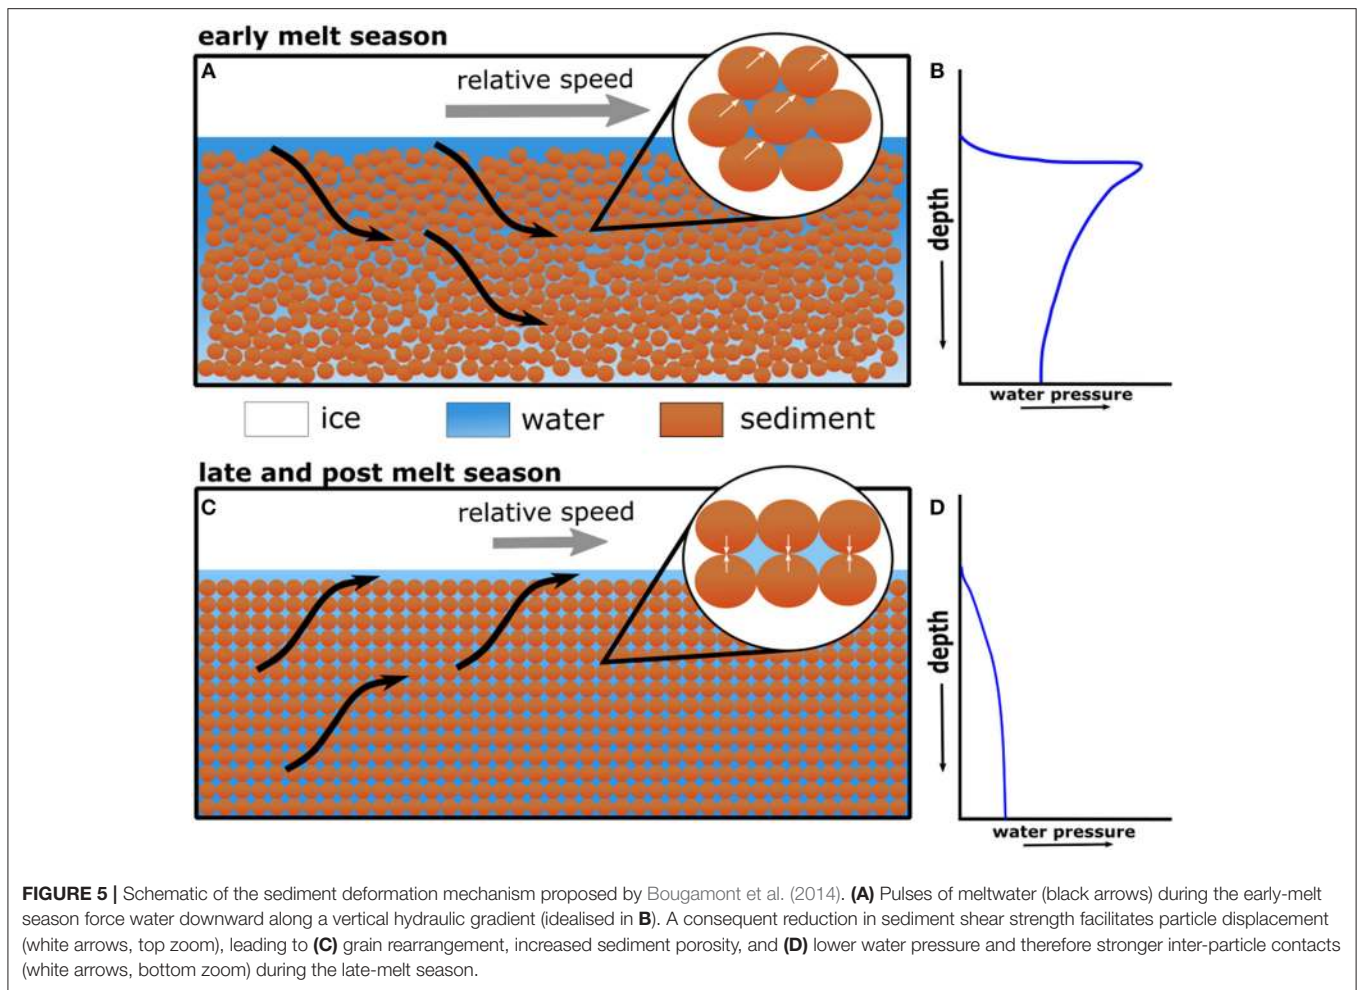 early melt season
A
relative speed
B
depth
water pressure
ice
water
sediment
late and post melt season
C
relative speed
D
depth
water pressure
FIGURE 5 | Schematic of the sediment deformation mechanism proposed by Bougamont et al. (2014). (A) Pulses of meltwater (black arrows) during the early-melt
season force water downward along a vertical hydraulic gradient (idealised in B). A consequent reduction in sediment shear strength facilitates particle displacement
(white arrows, top zoom), leading to (C) grain rearrangement, increased sediment porosity, and (D) lower water pressure and therefore stronger inter-particle contacts
(white arrows, bottom zoom) during the late-melt season.